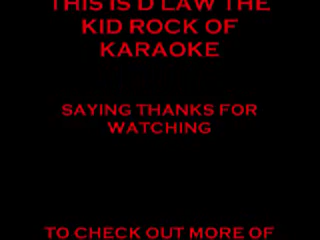 THIS IS D LAW THE
KID ROCK OF
KARAOKE
SAYING THANKS FOR
WATCHING
TO CHECK OUT MORE OF